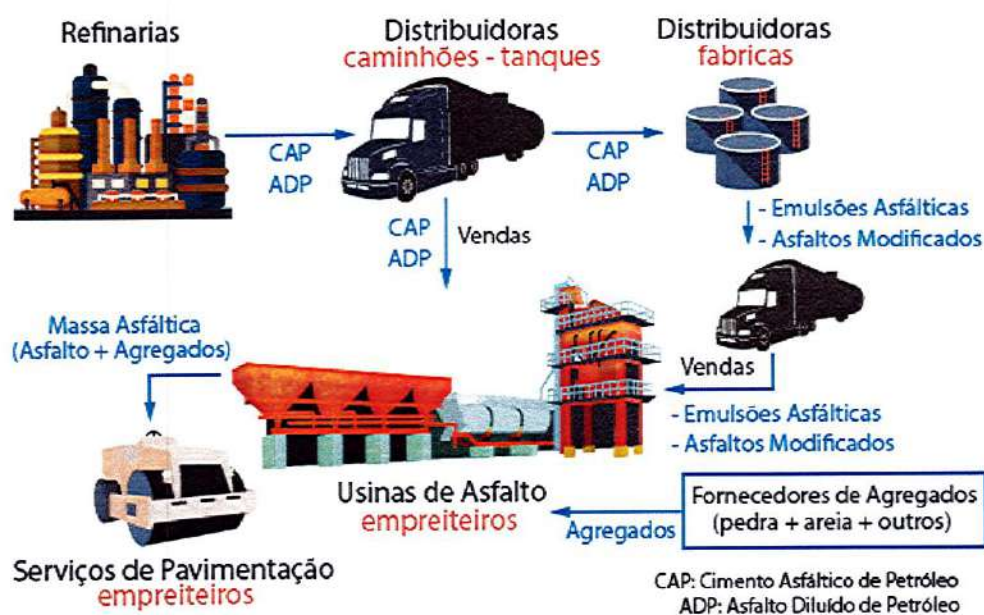 Refinarias
Distribuidoras
caminhões - tanques
Distribuidoras
fabricas
CAP
ADP
CAP
ADP
CAP
ADP
Vendas
- Emulsões Asfálticas
- Asfaltos Modificados
Massa Asfáltica
(Asfalto + Agregados)
Vendas
- Emulsões Asfálticas
- Asfaltos Modificados
Usinas de Asfalto
empreiteiros
Agregados
Fornecedores de Agregados
(pedra + areia + outros)
Serviços de Pavimentação
empreiteiros
CAP: Cimento Asfáltico de Petróleo
ADP: Asfalto Diluído de Petróleo